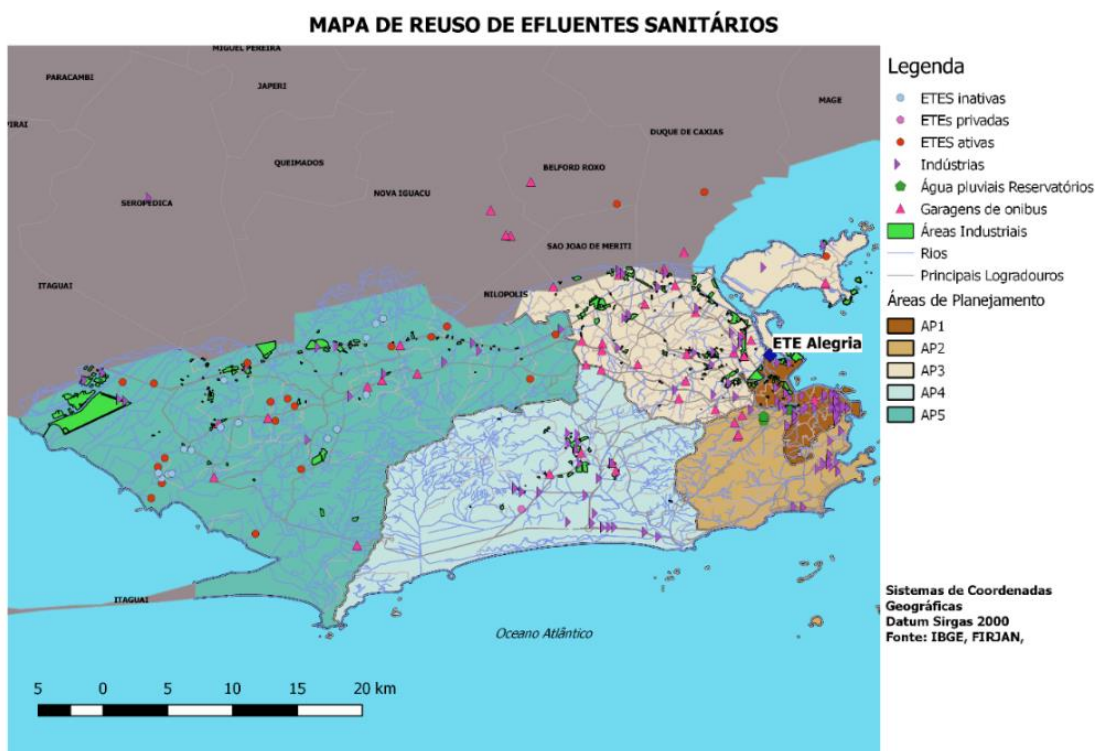 MAPA DE REUSO DE EFLUENTES SANITÁRIOS
MIGUEL PEREIRA
PARACAMBI
JAPERI
MAGE
PIRAI
DUQUE DE CAXIAS
QUEIMADOS
BELFORD ROXO
NOVA IGUACU
SEROPEDICA
SAO JOAO DE MERITI
ITAGUAI
NILOPOLIS
ETE Alegria
ITAGUAI
Oceano Atlântico
5 0 5 10 15 20 km
Legenda
ETES inativas
ETEs privadas
ETES ativas
Indústrias
Água pluviais Reservatórios
Garagens de onibus
Áreas Industriais
Rios
Principais Logradouros
Áreas de Planejamento
AP1
AP2
AP3
AP4
AP5
Sistemas de Coordenadas
Geográficas
Datum Sirgas 2000
Fonte: IBGE, FIRJAN,